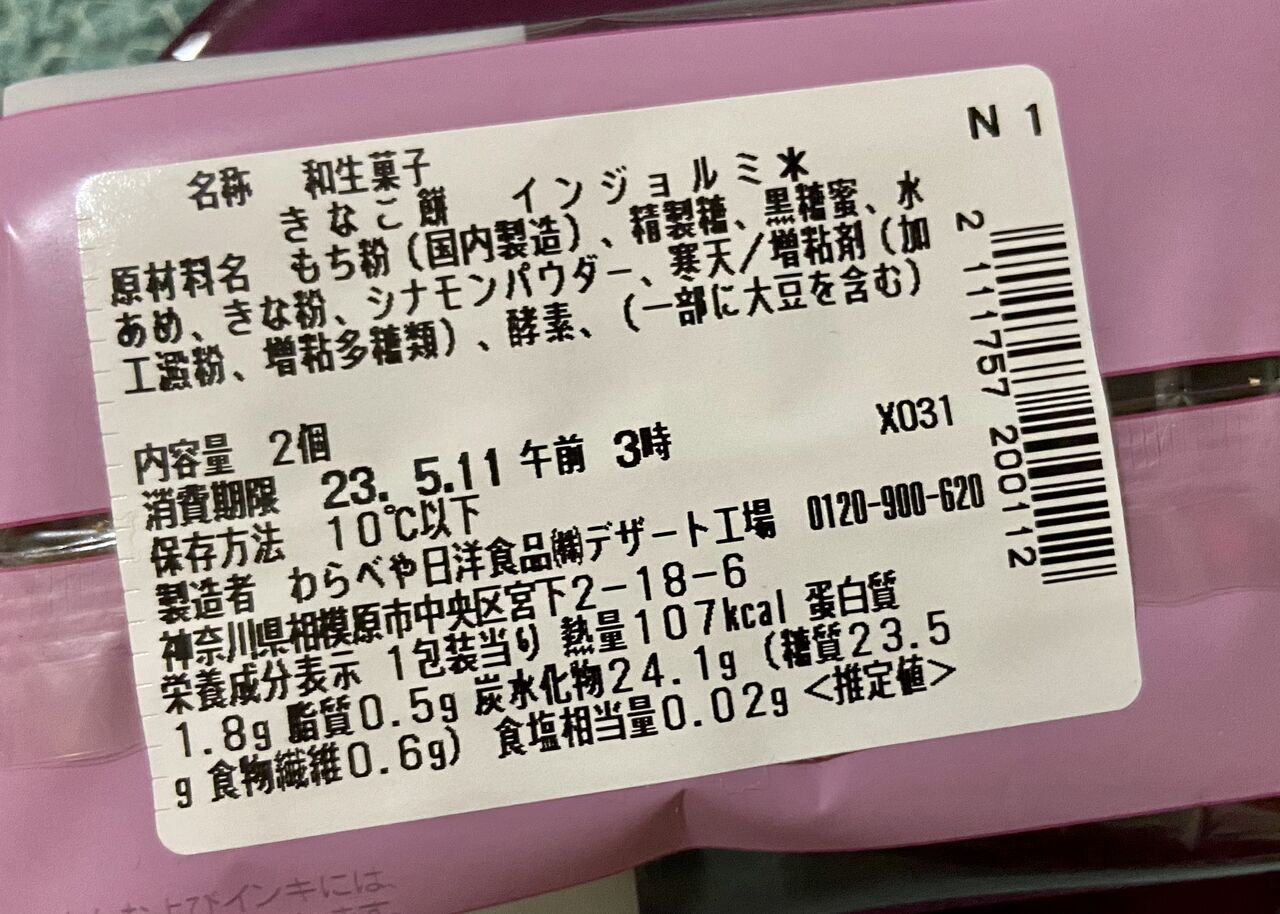 N 1
名称 和生菓子
きなこ餅 インジョルミ*
原材料名 もち粉(国内製造)、精製糖、黒糖蜜、水
あめ、きな粉、シナモンパウダー、寒天/増粘剤(加
工澱粉、増粘多糖類)、酵素、(一部に大豆を含む)
内容量 2個
X031
消費期限 23. 5.11 午前 3時
保存方法 10℃以下
製造者 わらべや日洋食品㈱デザート工場 0120-900-620
神奈川県相模原市中央区宮下2-18-6
栄養成分表示 1包装当り 熱量107kcal 蛋白質
1.8g 脂質0.5g 炭水化物24.1g (糖質23.5
g 食物繊維0.6g) 食塩相当量0.02g <推定値>
2 111757 200112
およびインキには、